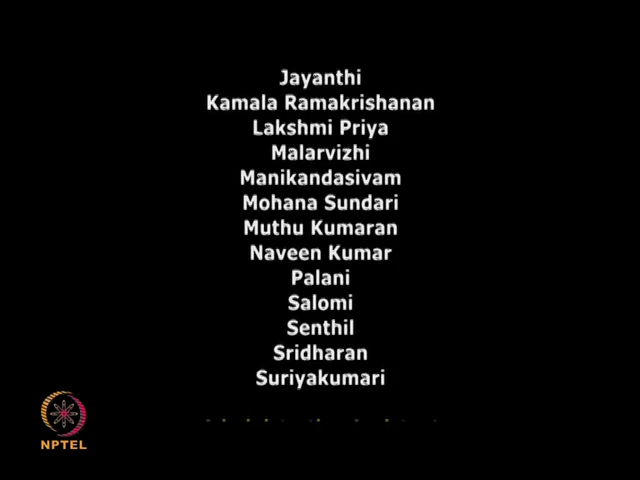 Jayanthi
Kamala Ramakrishanan
Lakshmi Priya
Malarvizhi
Manikandasivam
Mohana Sundari
Muthu Kumaran
Naveen Kumar
Palani
Salomi
Senthil
Sridharan
Suriyakumari
NPTEL